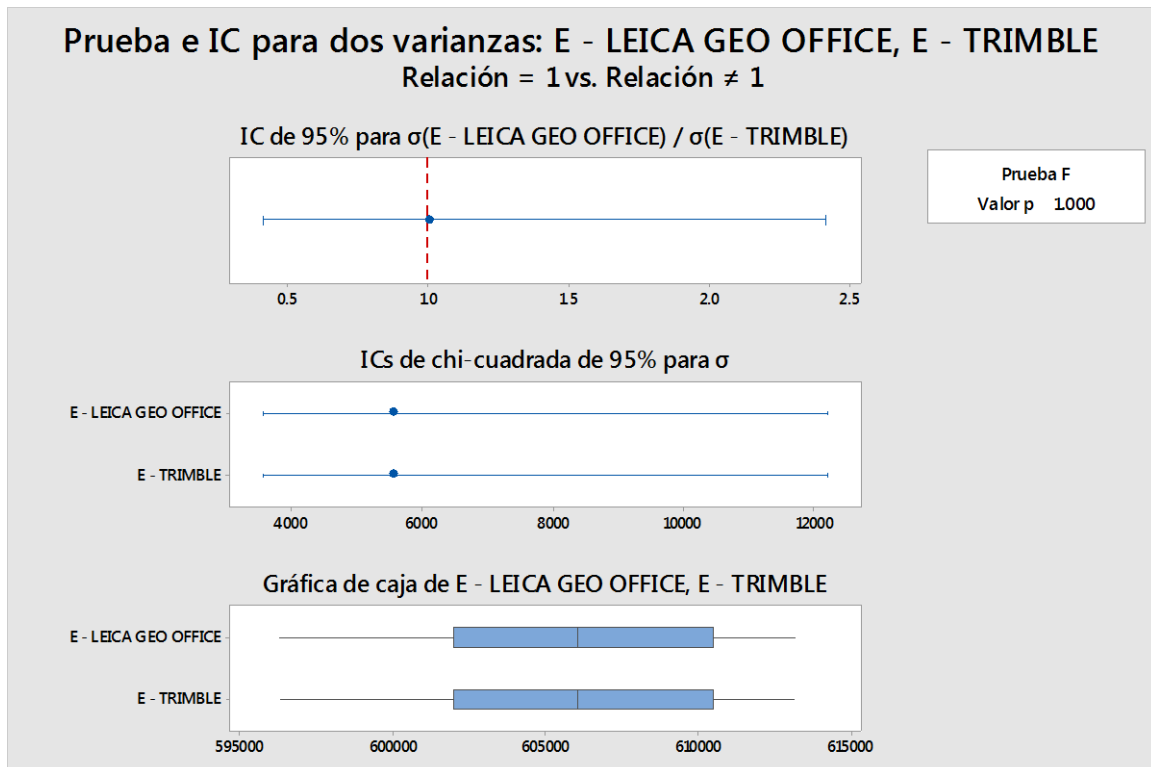 Prueba e IC para dos varianzas: E - LEICA GEO OFFICE, E - TRIMBLE
Relación = 1 vs. Relación ≠ 1
IC de 95% para σ(E - LEICA GEO OFFICE) / σ(E - TRIMBLE)
Prueba F
Valor p 1.000
0.5 1.0 1.5 2.0 2.5
ICs de chi-cuadrada de 95% para σ
E - LEICA GEO OFFICE
E - TRIMBLE
4000 6000 8000 10000 12000
Gráfica de caja de E - LEICA GEO OFFICE, E - TRIMBLE
E - LEICA GEO OFFICE
E - TRIMBLE
595000 600000 605000 610000 615000